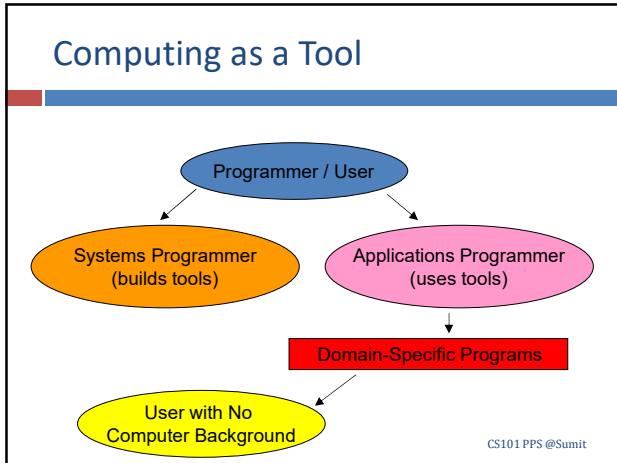 Computing as a Tool
Programmer / User
Systems Programmer
(builds tools)
Applications Programmer
(uses tools)
Domain-Specific Programs
User with No
Computer Background
CS101 PPS @Sumit